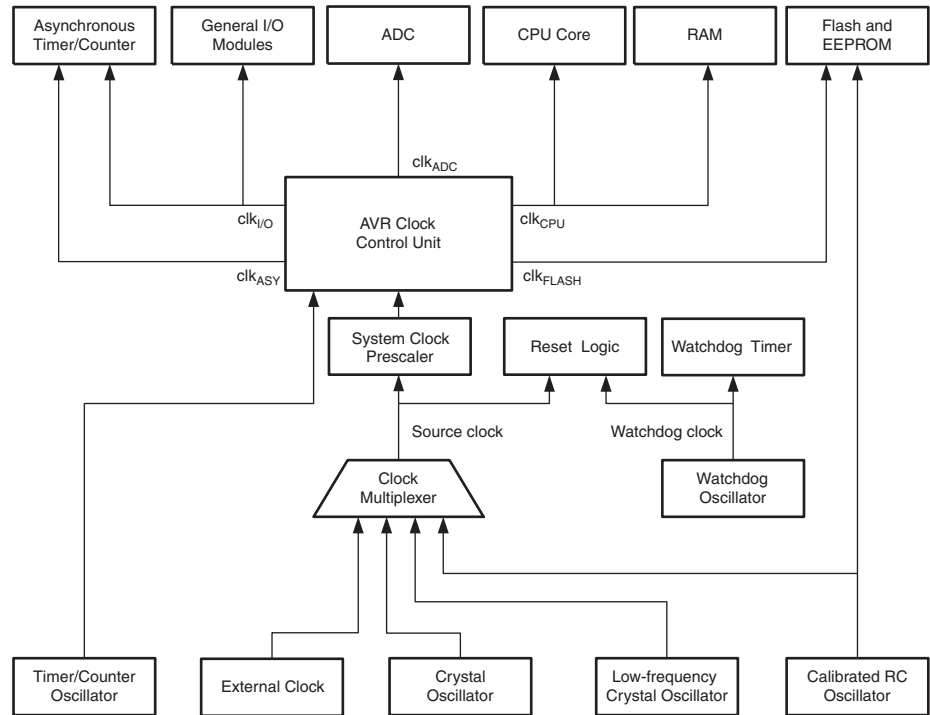 Asynchronous
Timer/Counter
General I/O
Modules
ADC
CPU Core
RAM
Flash and
EEPROM
clkADC
AVR Clock
Control Unit
clkI/O
clkCPU
clkASY
clkFLASH
System Clock
Prescaler
Reset Logic
Watchdog Timer
Source clock
Watchdog clock
Clock
Multiplexer
Watchdog
Oscillator
Timer/Counter
Oscillator
External Clock
Crystal
Oscillator
Low-frequency
Crystal Oscillator
Calibrated RC
Oscillator